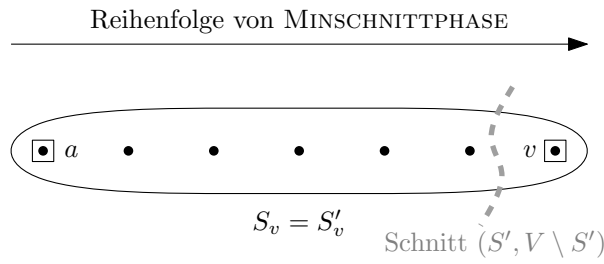 Reihenfolge von MINSCHNITTPHASE
a
v
S_v = S'_v
Schnitt (S', V \ S')